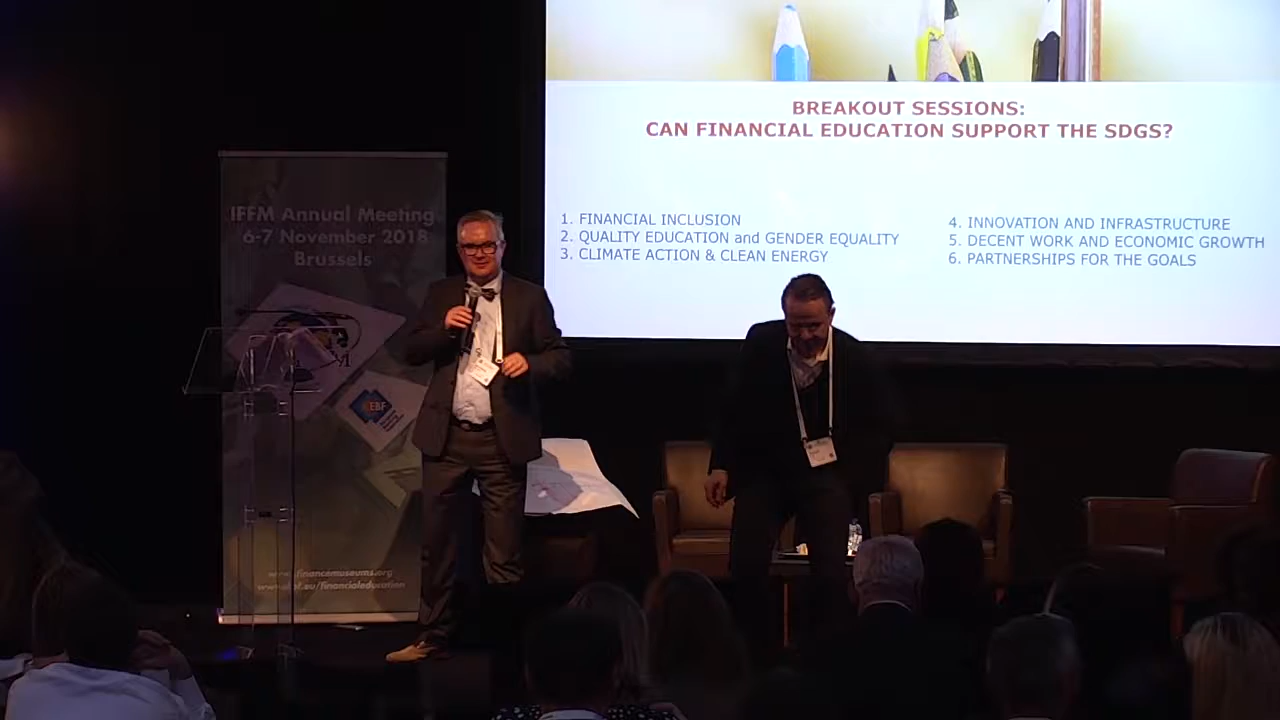 BREAKOUT SESSIONS:
CAN FINANCIAL EDUCATION SUPPORT THE SDGS?
1. FINANCIAL INCLUSION
2. QUALITY EDUCATION and GENDER EQUALITY
3. CLIMATE ACTION & CLEAN ENERGY
4. INNOVATION AND INFRASTRUCTURE
5. DECENT WORK AND ECONOMIC GROWTH
6. PARTNERSHIPS FOR THE GOALS
IFFM Annual Meeting
6-7 November 2018
Brussels
EBF
www.financemuseums.org
www.ebf.eu/financialeducation